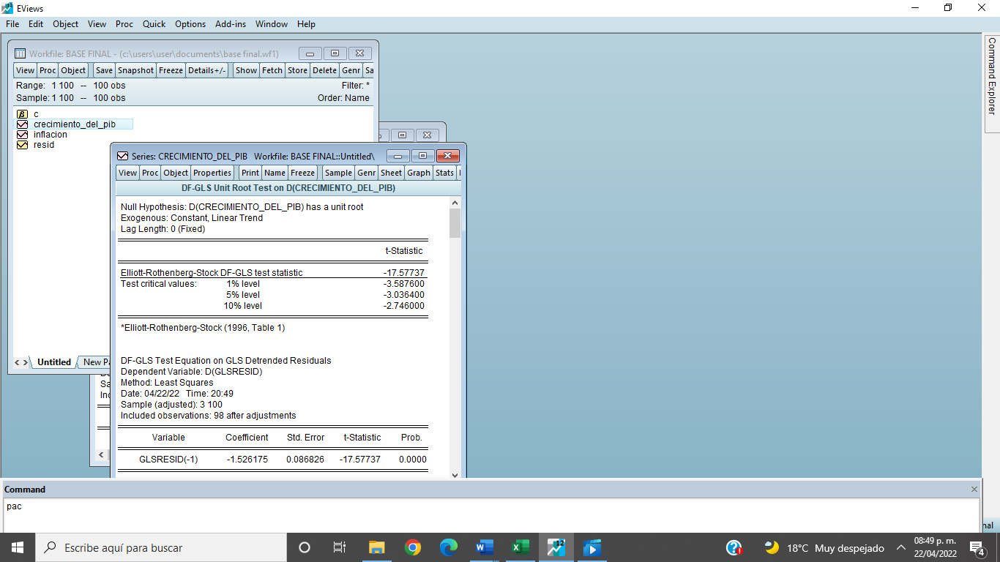 EViews
File Edit Object View Proc Quick Options Add-ins Window Help
Workfile: BASE FINAL - (c:\users\user\documents\base final.wf1)
View Proc Object Save Snapshot Freeze Details+/- Show Fetch Store Delete Genr Sa
Range: 1 100 -- 100 obs Filter: *
Sample: 1 100 -- 100 obs Order: Name
β c
crecimiento_del_pib
inflacion
resid
Untitled New Pa
Sa
Inc
Series: CRECIMIENTO_DEL_PIB Workfile: BASE FINAL::Untitled\
View Proc Object Properties Print Name Freeze Sample Genr Sheet Graph Stats
DF-GLS Unit Root Test on D(CRECIMIENTO_DEL_PIB)
Null Hypothesis: D(CRECIMIENTO_DEL_PIB) has a unit root
Exogenous: Constant, Linear Trend
Lag Length: 0 (Fixed)
t-Statistic
Elliott-Rothenberg-Stock DF-GLS test statistic -17.57737
Test critical values: 1% level -3.587600
5% level -3.036400
10% level -2.746000
*Elliott-Rothenberg-Stock (1996, Table 1)
DF-GLS Test Equation on GLS Detrended Residuals
Dependent Variable: D(GLSRESID)
Method: Least Squares
Date: 04/22/22 Time: 20:49
Sample (adjusted): 3 100
Included observations: 98 after adjustments
Variable Coefficient Std. Error t-Statistic Prob.
GLSRESID(-1) -1.526175 0.086826 -17.57737 0.0000
Command Explorer
Command
pac
nal
Escribe aquí para buscar
12
18°C Muy despejado
08:49 p. m.
22/04/2022
4